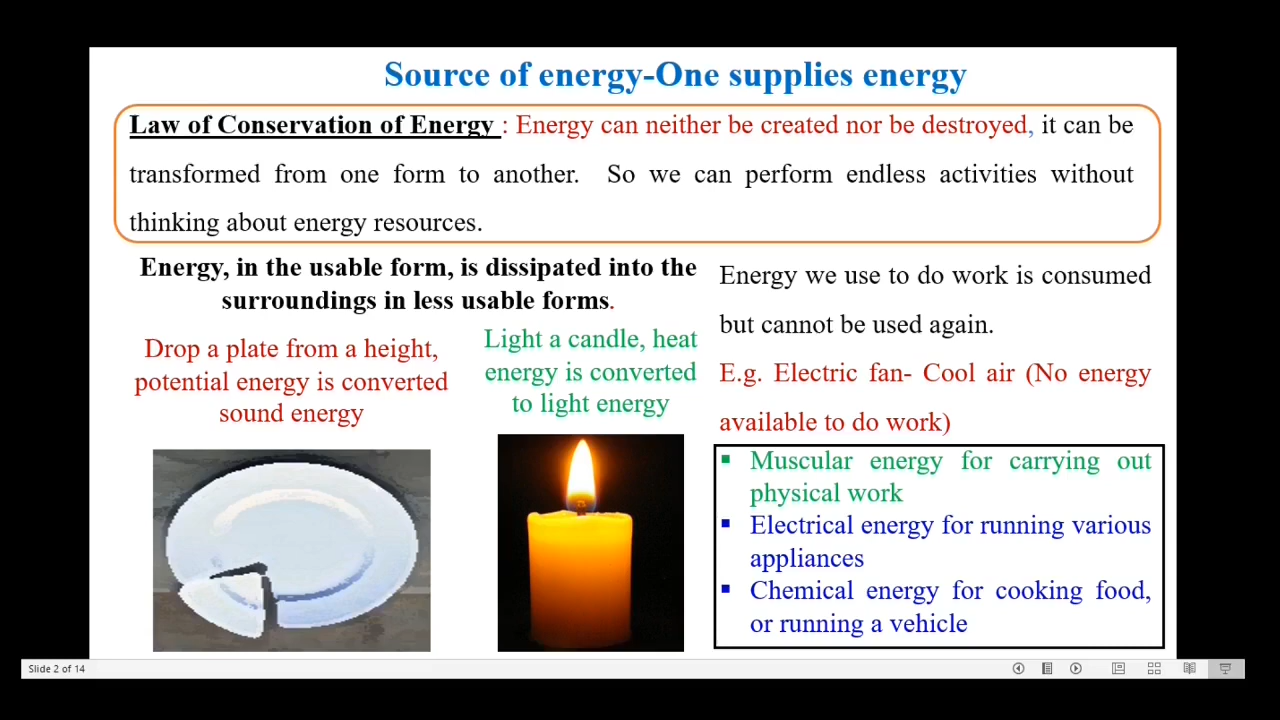 Source of energy-One supplies energy
Law of Conservation of Energy : Energy can neither be created nor be destroyed, it can be
transformed from one form to another. So we can perform endless activities without
thinking about energy resources.
Energy, in the usable form, is dissipated into the
surroundings in less usable forms.
Drop a plate from a height,
potential energy is converted
sound energy
Light a candle, heat
energy is converted
to light energy
Energy we use to do work is consumed
but cannot be used again.
E.g. Electric fan- Cool air (No energy
available to do work)
▪ Muscular energy for carrying out
physical work
▪ Electrical energy for running various
appliances
▪ Chemical energy for cooking food,
or running a vehicle
Slide 2 of 14